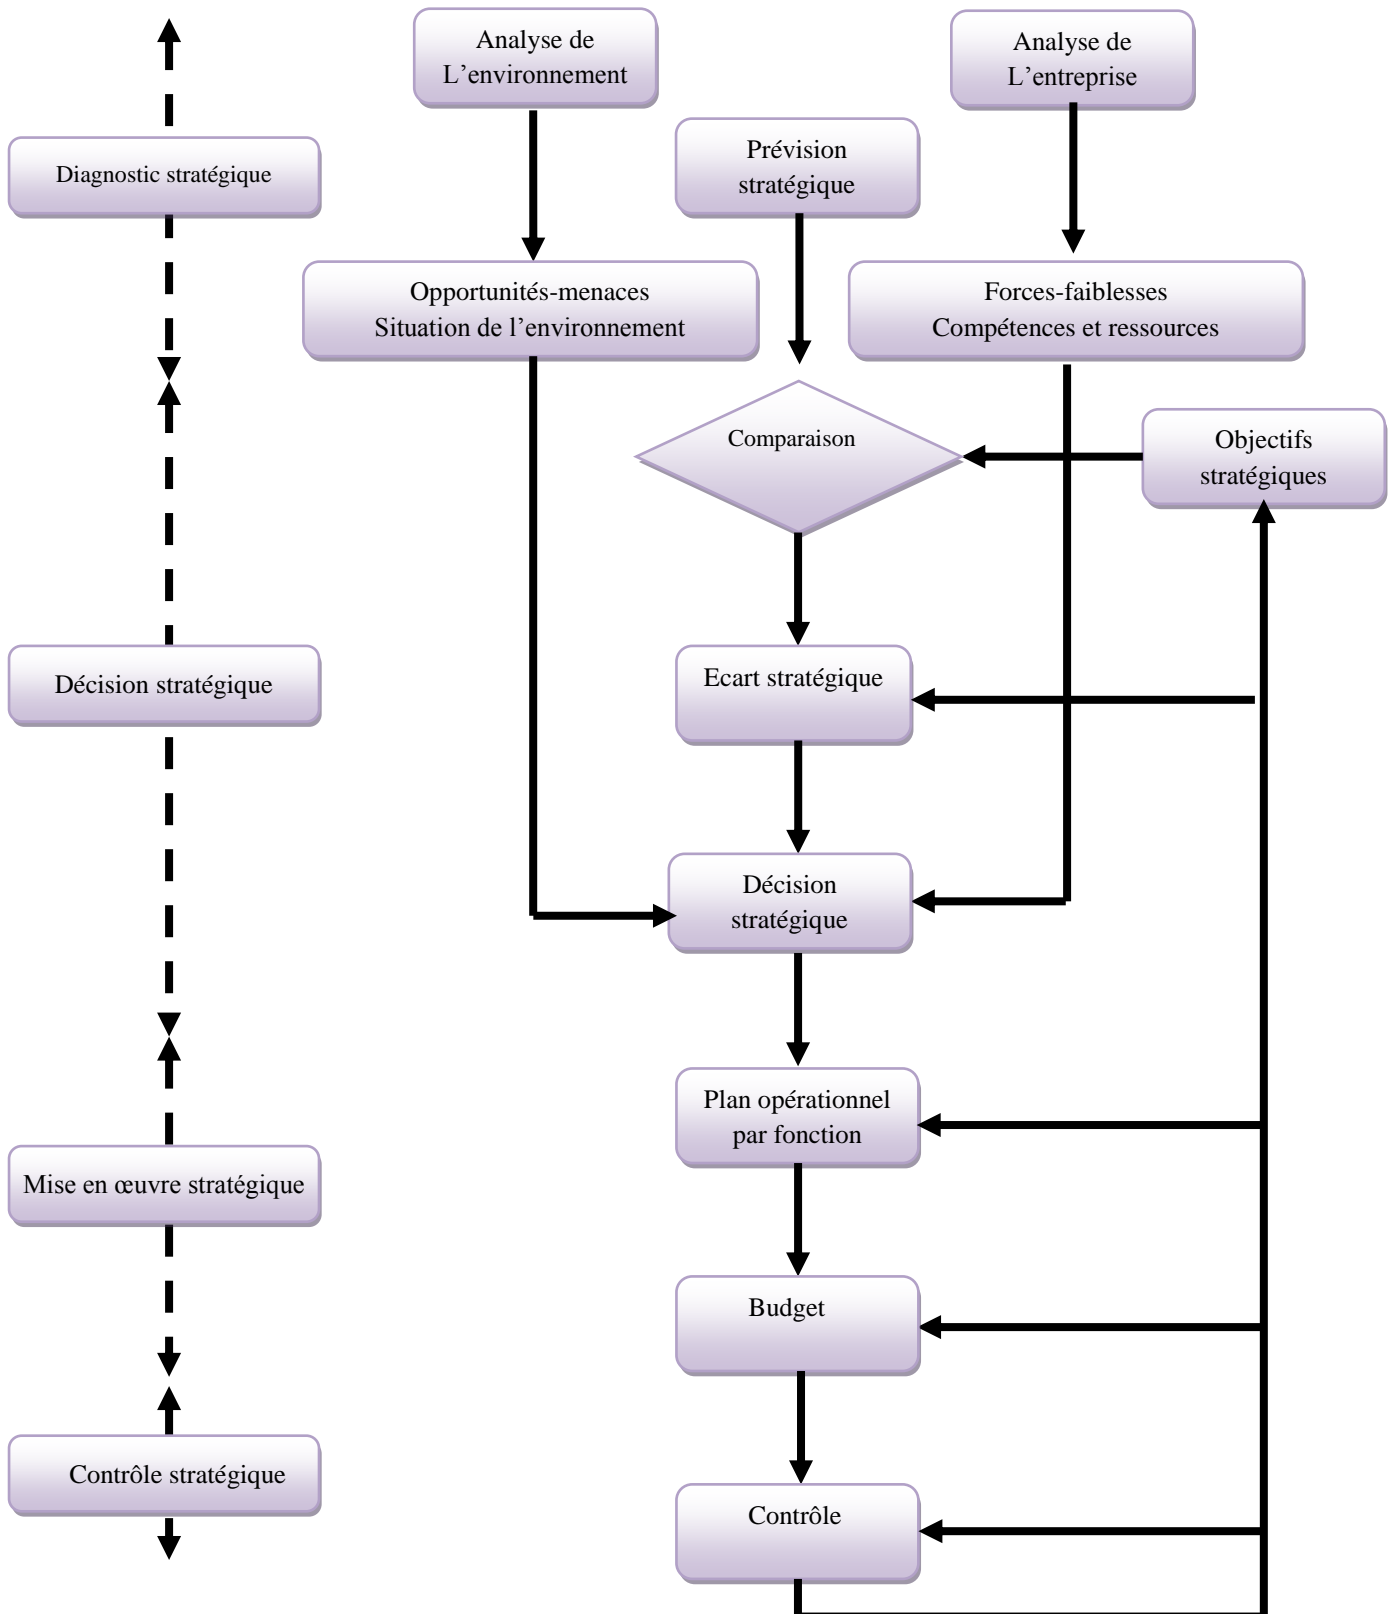 Analyse de
L’environnement
Analyse de
L’entreprise
Prévision
stratégique
Diagnostic stratégique
Opportunités-menaces
Situation de l’environnement
Forces-faiblesses
Compétences et ressources
Comparaison
Objectifs
stratégiques
Ecart stratégique
Décision stratégique
Décision
stratégique
Plan opérationnel
par fonction
Mise en œuvre stratégique
Budget
Contrôle stratégique
Contrôle